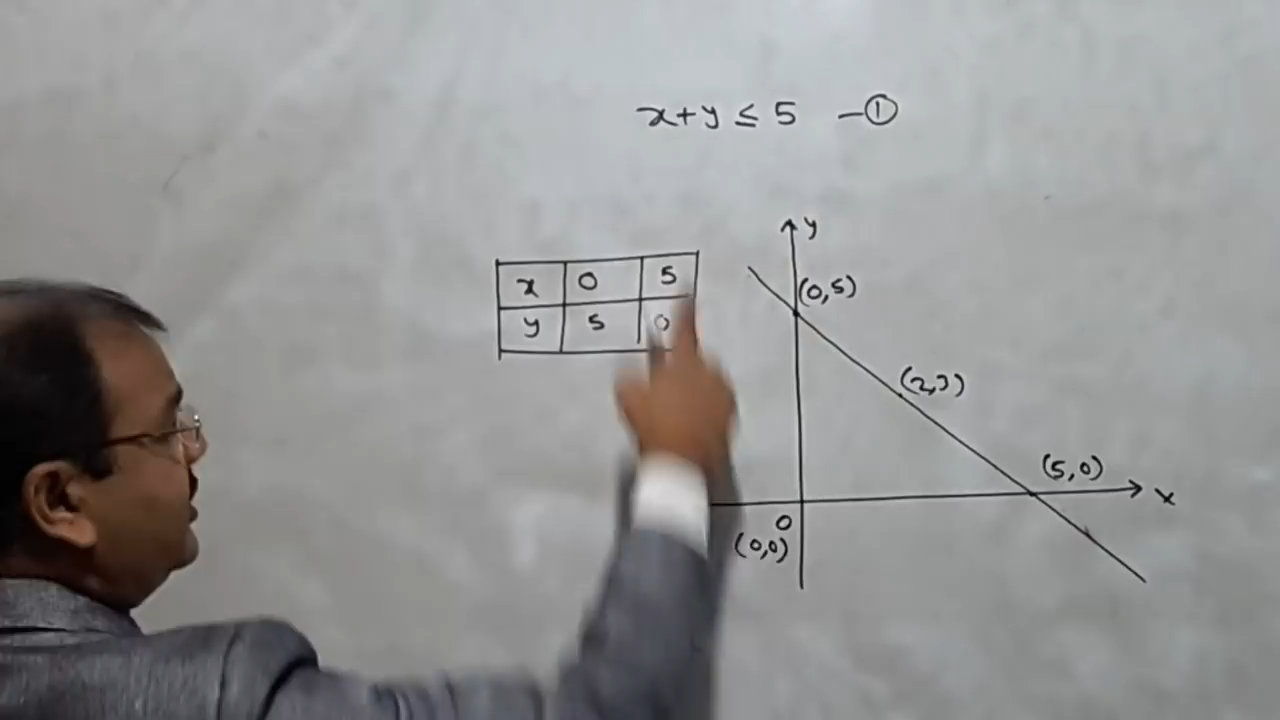 x+y ≤ 5 —①
y
x 0 5
y 5 0
(0,5)
(2,3)
(5,0)
x
0
(0,0)